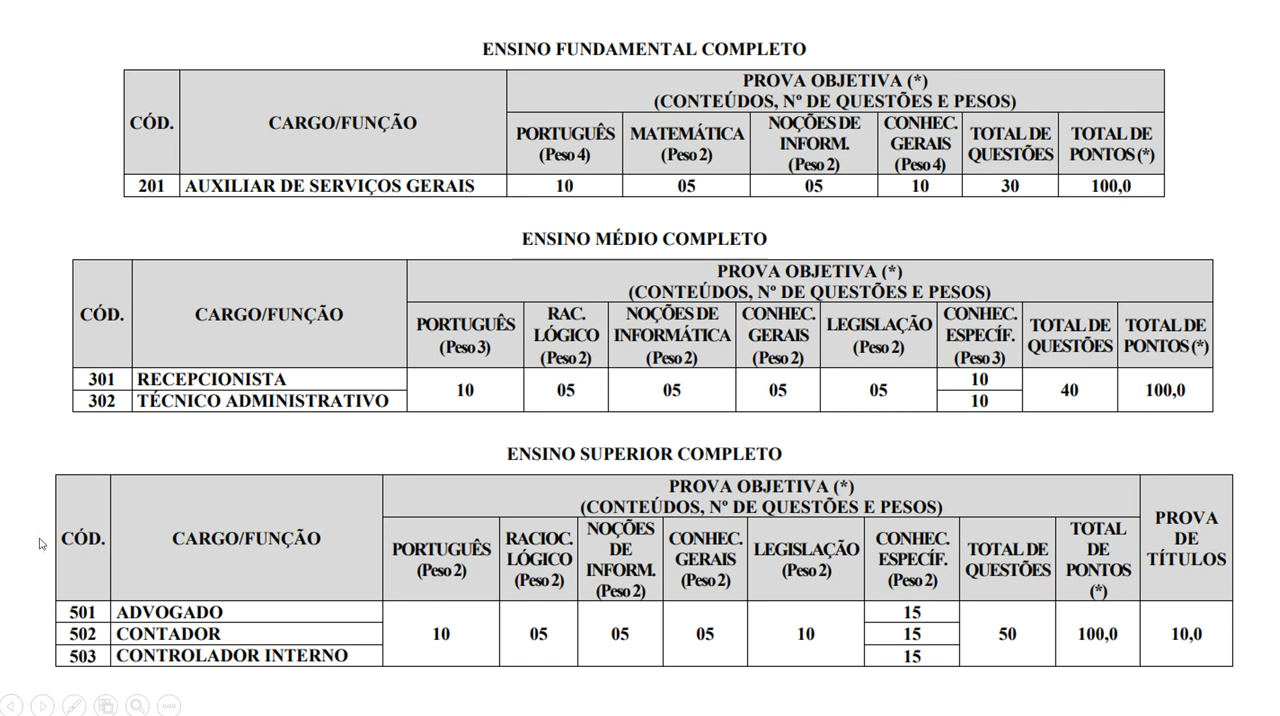 ENSINO FUNDAMENTAL COMPLETO
CÓD.
CARGO/FUNÇÃO
PROVA OBJETIVA (*)
(CONTEÚDOS, Nº DE QUESTÕES E PESOS)
PORTUGUÊS
(Peso 4)
MATEMÁTICA
(Peso 2)
NOÇÕES DE
INFORM.
(Peso 2)
CONHEC.
GERAIS
(Peso 4)
TOTAL DE
QUESTÕES
TOTAL DE
PONTOS (*)
201 AUXILIAR DE SERVIÇOS GERAIS 10 05 05 10 30 100,0
ENSINO MÉDIO COMPLETO
CÓD.
CARGO/FUNÇÃO
PROVA OBJETIVA (*)
(CONTEÚDOS, Nº DE QUESTÕES E PESOS)
PORTUGUÊS
(Peso 3)
RAC.
LÓGICO
(Peso 2)
NOÇÕES DE
INFORMÁTICA
(Peso 2)
CONHEC.
GERAIS
(Peso 2)
LEGISLAÇÃO
(Peso 2)
CONHEC.
ESPECÍF.
(Peso 3)
TOTAL DE
QUESTÕES
TOTAL DE
PONTOS (*)
301 RECEPCIONISTA 10
10 05 05 05 05 40 100,0
302 TÉCNICO ADMINISTRATIVO 10
ENSINO SUPERIOR COMPLETO
CÓD.
CARGO/FUNÇÃO
PROVA OBJETIVA (*)
(CONTEÚDOS, Nº DE QUESTÕES E PESOS)
PORTUGUÊS
(Peso 2)
RACIOC.
LÓGICO
(Peso 2)
NOÇÕES
DE
INFORM.
(Peso 2)
CONHEC.
GERAIS
(Peso 2)
LEGISLAÇÃO
(Peso 2)
CONHEC.
ESPECÍF.
(Peso 2)
TOTAL DE
QUESTÕES
TOTAL
DE
PONTOS
(*)
PROVA
DE
TÍTULOS
501 ADVOGADO 15
502 CONTADOR 10 05 05 05 10 15 50 100,0 10,0
503 CONTROLADOR INTERNO 15